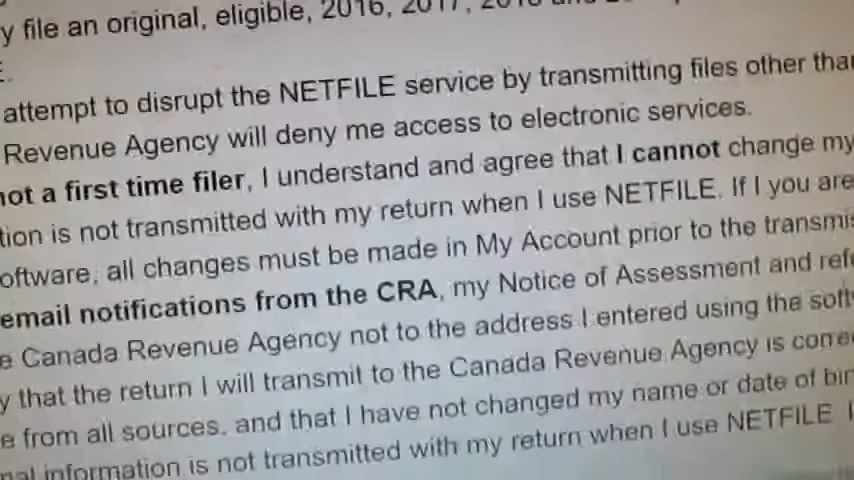 y file an original, eligible, 2016, 2017,
E.
attempt to disrupt the NETFILE service by transmitting files other than
Revenue Agency will deny me access to electronic services.
not a first time filer, I understand and agree that I cannot change my
tion is not transmitted with my return when I use NETFILE. If I you are
oftware, all changes must be made in My Account prior to the transmis
email notifications from the CRA, my Notice of Assessment and refu
e Canada Revenue Agency not to the address I entered using the soft
y that the return I will transmit to the Canada Revenue Agency is corre
e from all sources, and that I have not changed my name or date of bir
nal information is not transmitted with my return when I use NETFILE I